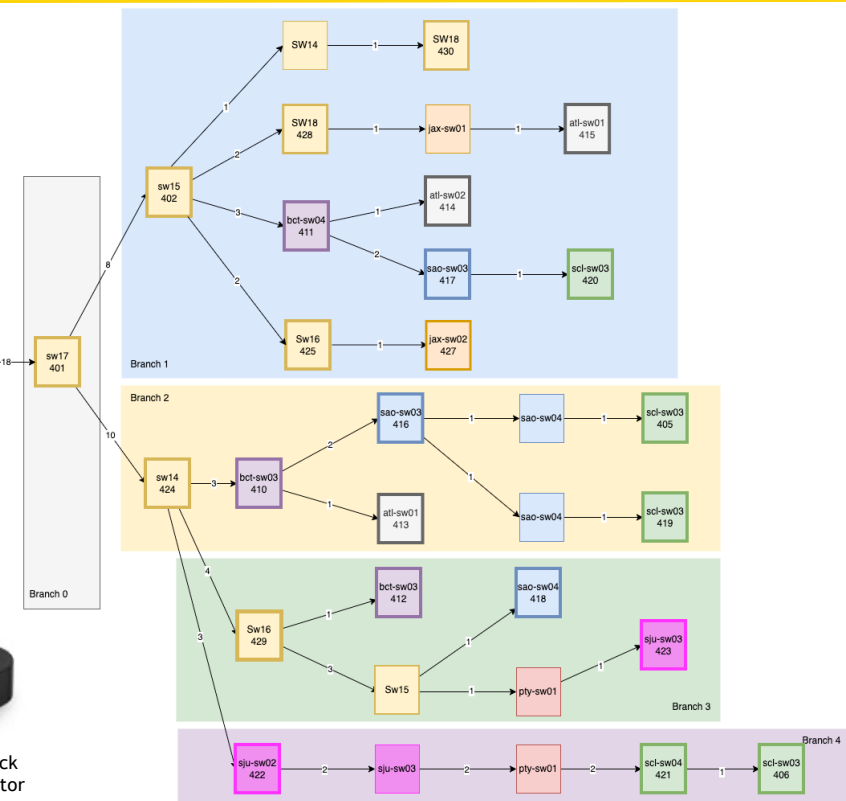 SW14
1
SW18
430
1
SW18
428
1
jax-sw01
1
atl-sw01
415
2
sw15
402
3
bct-sw04
411
1
atl-sw02
414
2
sao-sw03
417
1
scl-sw03
420
8
2
Sw16
425
1
jax-sw02
427
18
sw17
401
Branch 1
Branch 2
10
sao-sw03
416
1
sao-sw04
1
scl-sw03
405
2
sw14
424
3
bct-sw03
410
1
1
atl-sw01
413
sao-sw04
1
scl-sw03
419
Branch 0
4
bct-sw03
412
sao-sw04
418
1
3
Sw16
429
3
1
sju-sw03
423
1
Sw15
1
pty-sw01
Branch 3
Branch 4
sju-sw02
422
2
sju-sw03
2
pty-sw01
2
scl-sw04
421
1
scl-sw03
406
ck
tor